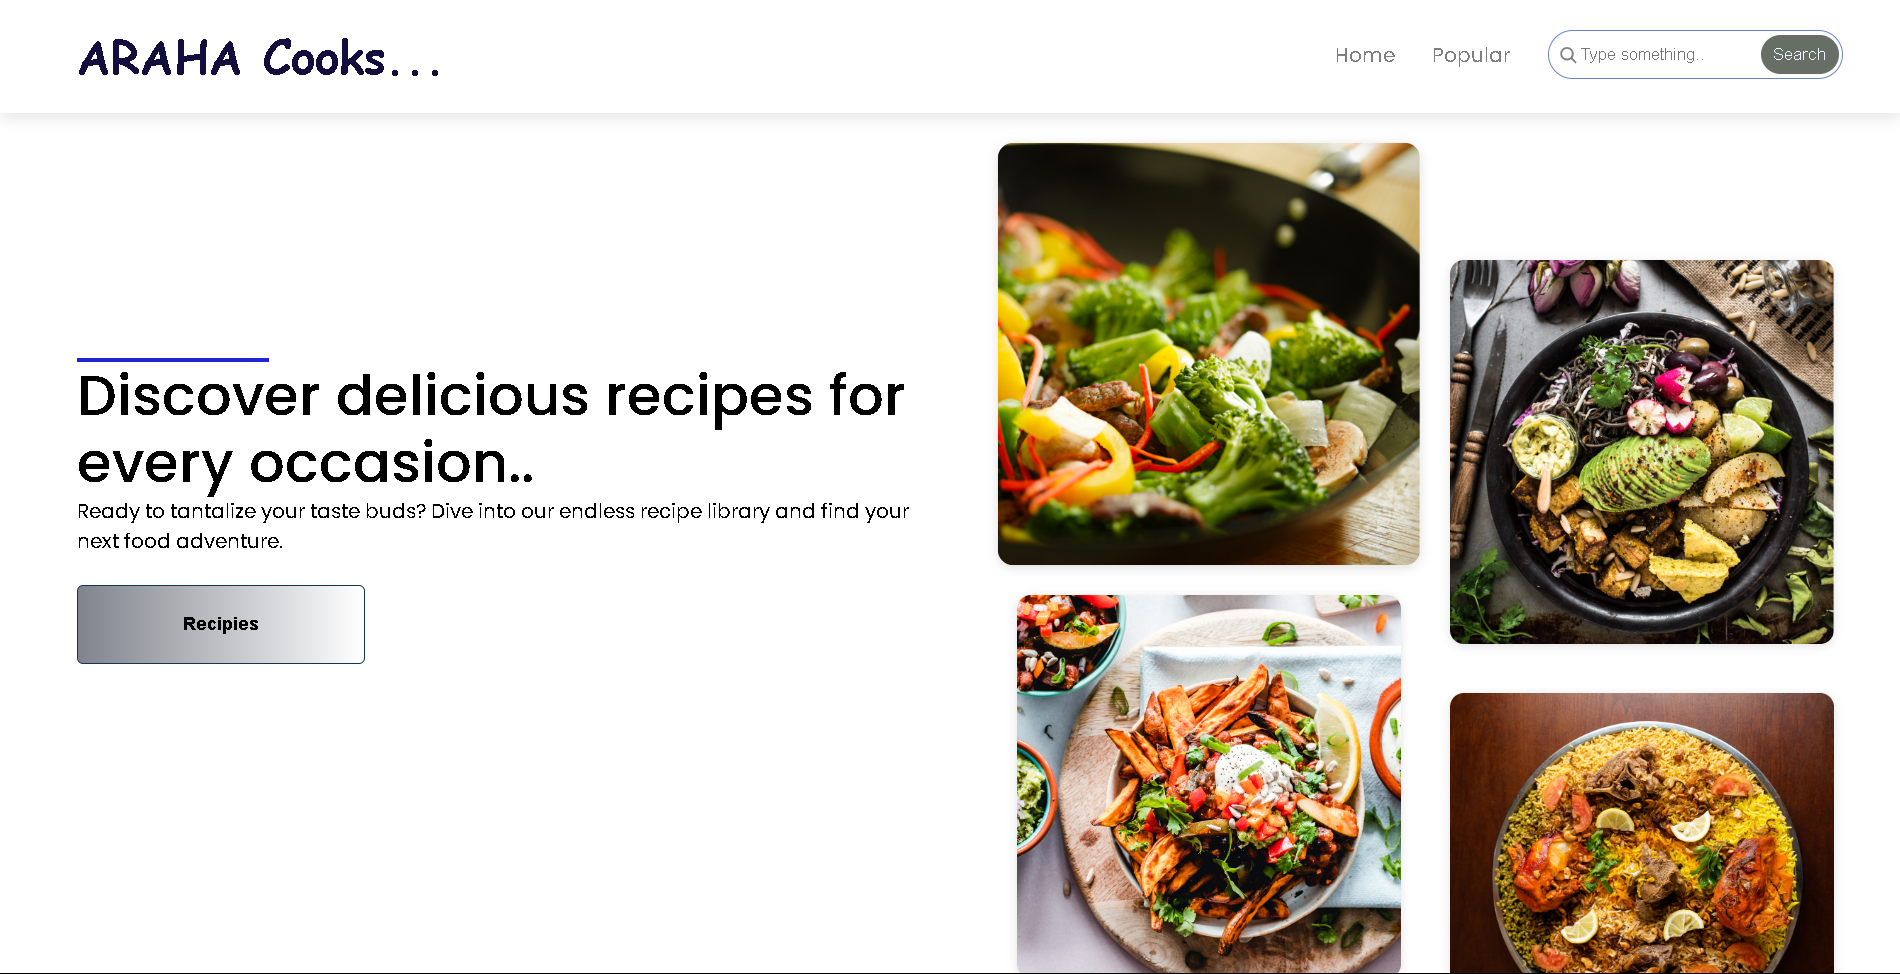 ARAHA Cooks...
Home
Popular
Type something..
Search
Discover delicious recipes for
every occasion..
Ready to tantalize your taste buds? Dive into our endless recipe library and find your
next food adventure.
Recipies